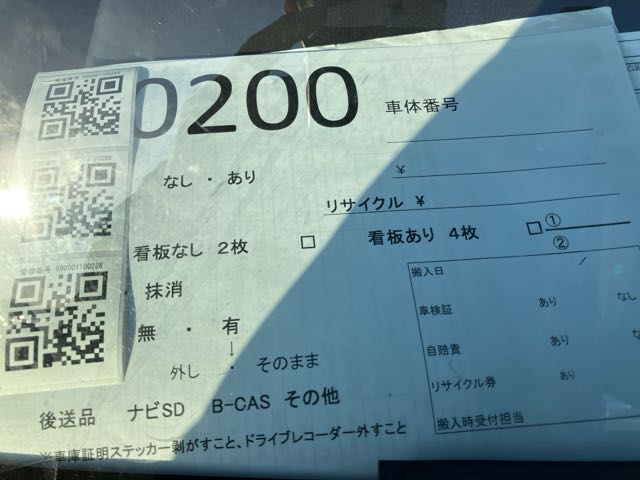 0200
車体番号
なし ・ あり
¥
リサイクル ¥
看板なし 2枚 □ 看板あり 4枚 □ ①
②
抹消
無 ・ 有
↓
外し ・ そのまま
後送品 ナビSD B-CAS その他
※車庫証明ステッカー剥がすこと、ドライブレコーダー外すこと
搬入日 /
車検証 あり なし
自賠責 あり
リサイクル券 あり
搬入時受付担当
管理番号 990001100288